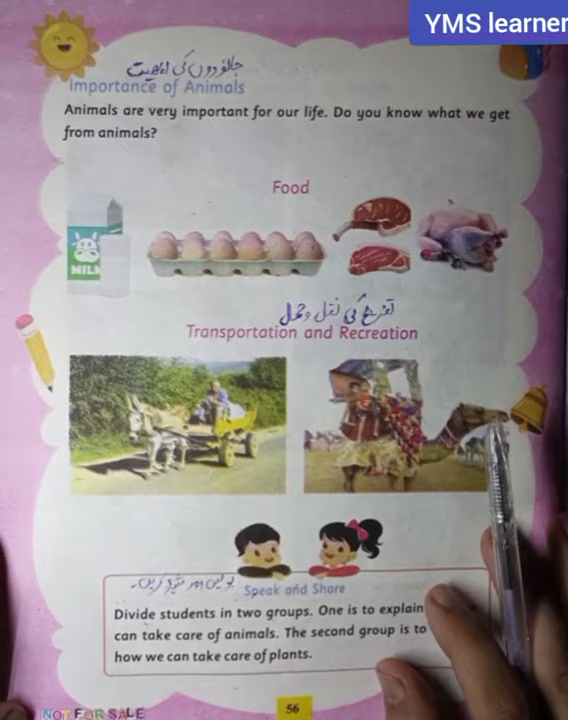 YMS learner
جانوروں کی اہمیت
Importance of Animals
Animals are very important for our life. Do you know what we get
from animals?
Food
MILK
تفریح کی نقل وحمل
Transportation and Recreation
بولیں اور
Speak and Share
Divide students in two groups. One is to explain
can take care of animals. The second group is to
how we can take care of plants.
NOT FOR SALE
56